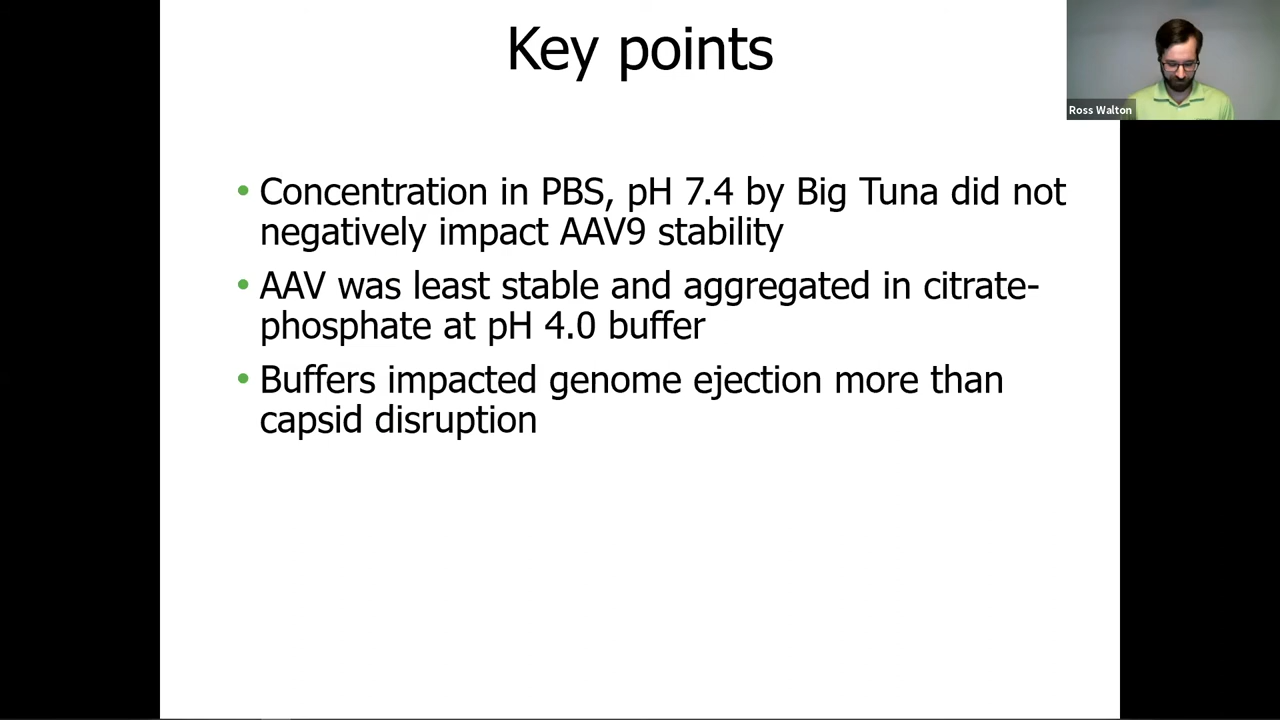 Key points
Ross Walton
• Concentration in PBS, pH 7.4 by Big Tuna did not
negatively impact AAV9 stability
• AAV was least stable and aggregated in citrate-
phosphate at pH 4.0 buffer
• Buffers impacted genome ejection more than
capsid disruption